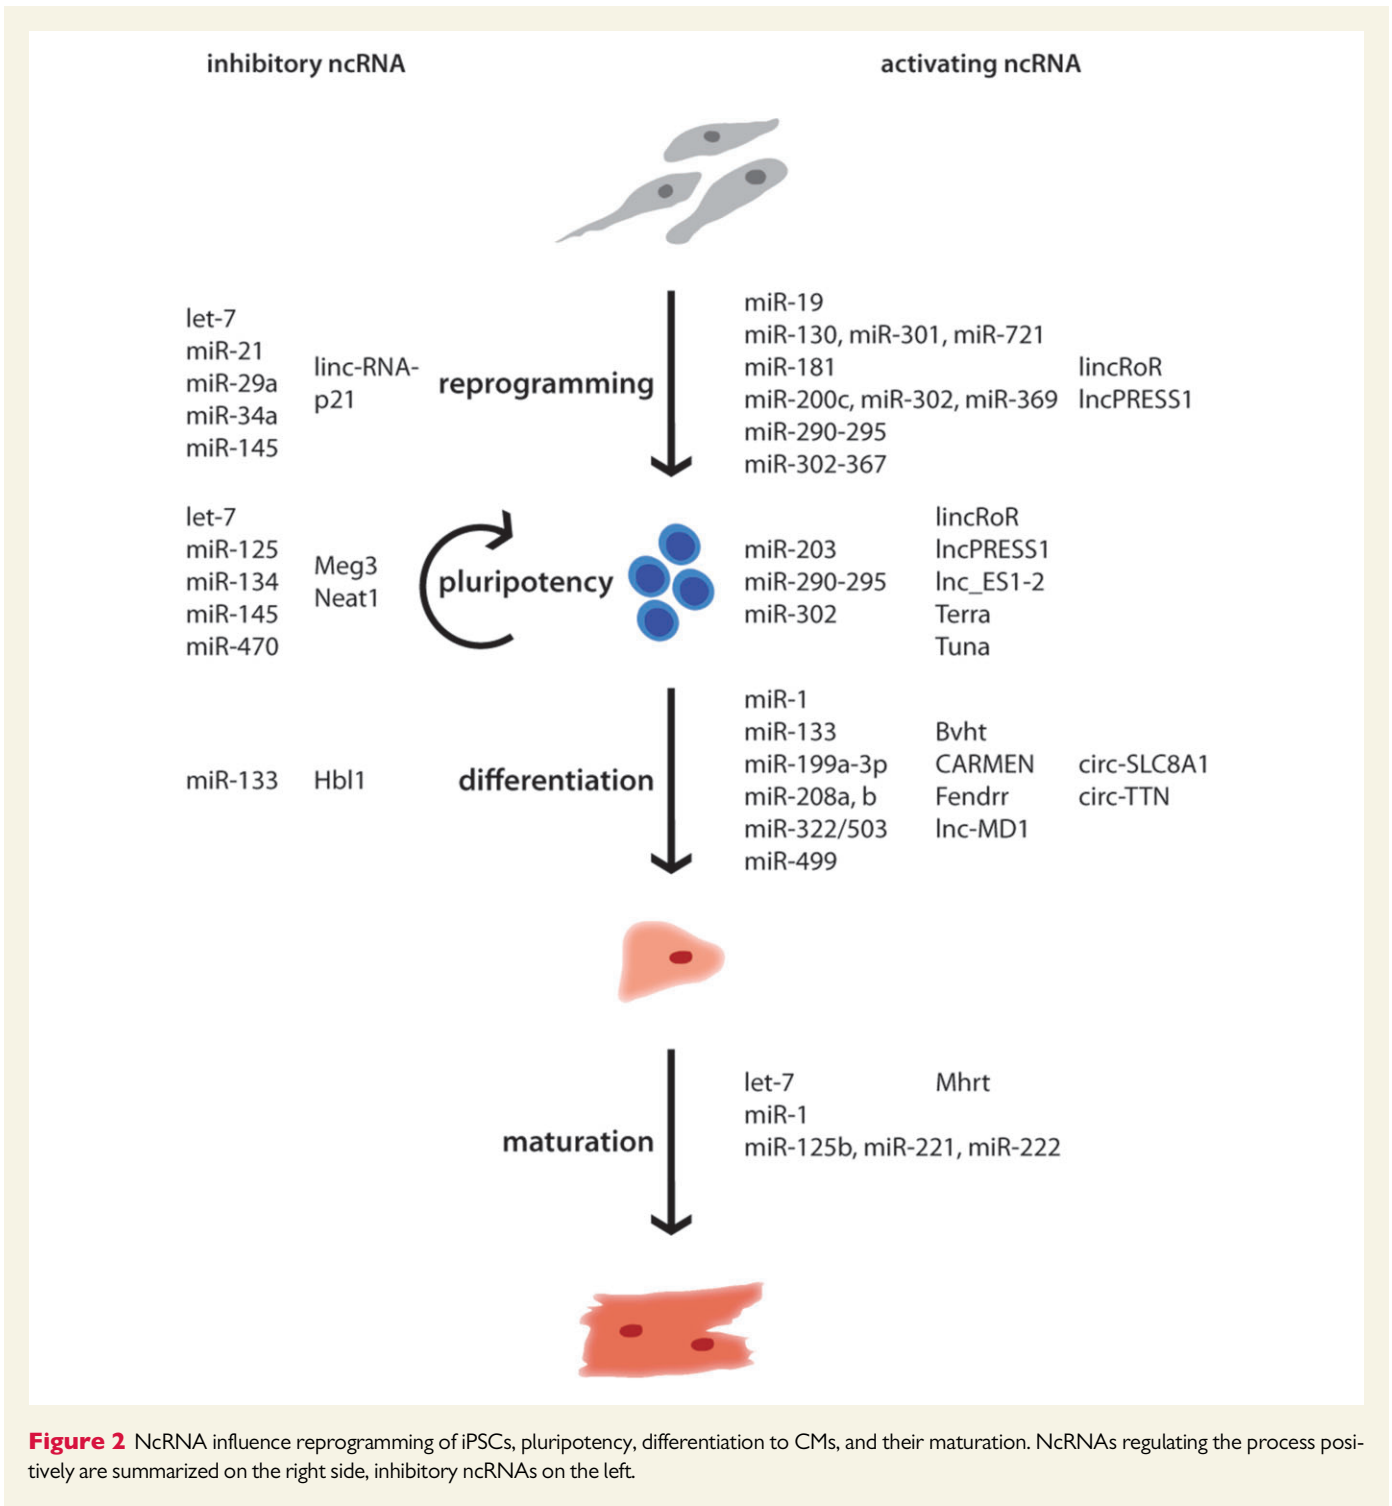 inhibitory ncRNA
activating ncRNA
let-7
miR-21
miR-29a
miR-34a
miR-145
linc-RNA-
p21
reprogramming
miR-19
miR-130, miR-301, miR-721
miR-181
miR-200c, miR-302, miR-369
miR-290-295
miR-302-367
lincRoR
lncPRESS1
let-7
miR-125
miR-134
miR-145
miR-470
Meg3
Neat1
pluripotency
miR-203
miR-290-295
miR-302
lincRoR
lncPRESS1
lnc_ES1-2
Terra
Tuna
miR-133
Hbl1
differentiation
miR-1
miR-133
miR-199a-3p
miR-208a, b
miR-322/503
miR-499
Bvht
CARMEN
Fendrr
lnc-MD1
circ-SLC8A1
circ-TTN
maturation
let-7
miR-1
miR-125b, miR-221, miR-222
Mhrt
Figure 2 NcRNA influence reprogramming of iPSCs, pluripotency, differentiation to CMs, and their maturation. NcRNAs regulating the process posi-
tively are summarized on the right side, inhibitory ncRNAs on the left.